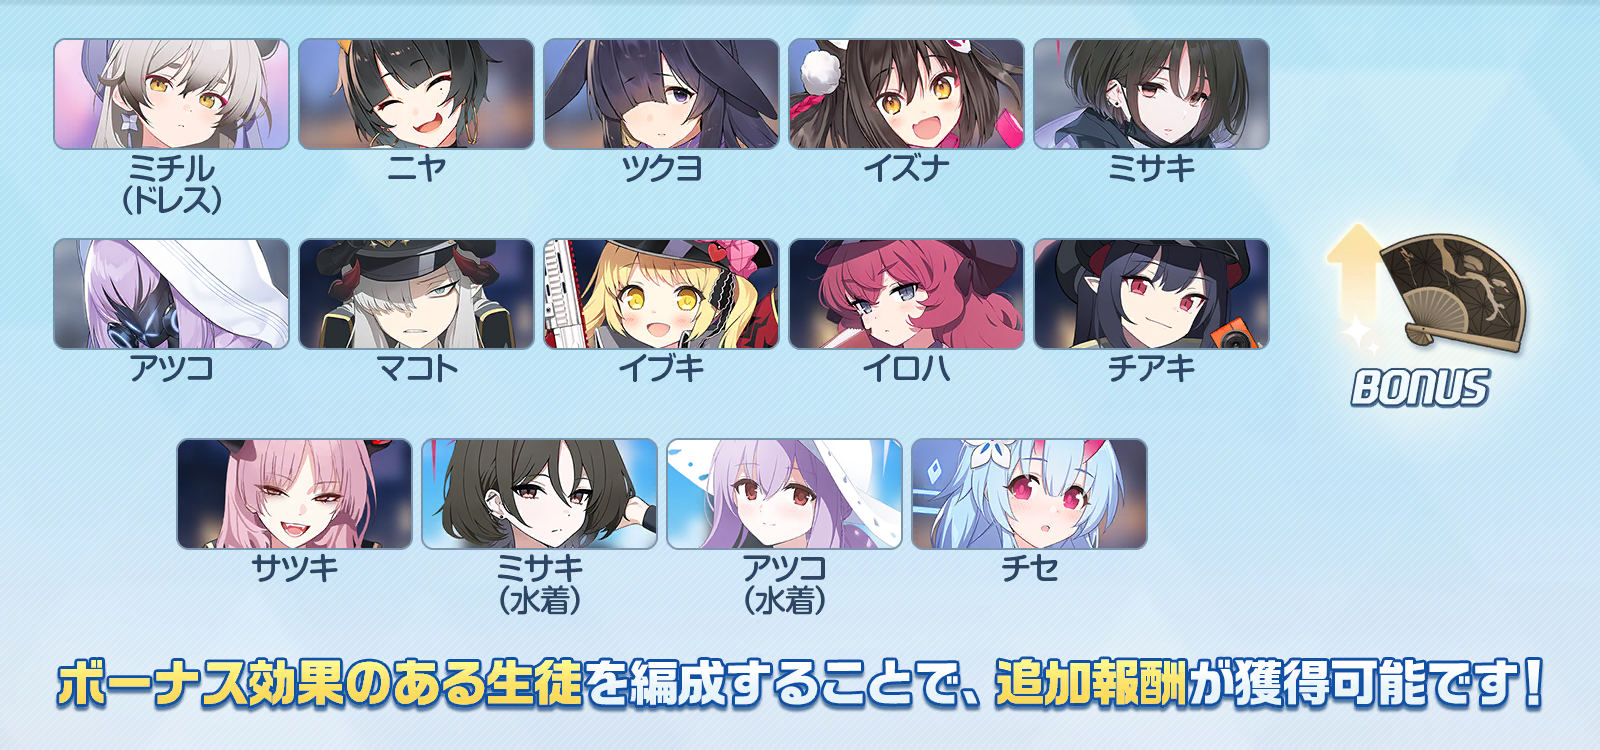 ミチル
(ドレス)
ニヤ
ツクヨ
イズナ
ミサキ
アツコ
マコト
イブキ
イロハ
チアキ
BONUS
サツキ
ミサキ
(水着)
アツコ
(水着)
チセ
ボーナス効果のある生徒を編成することで、追加報酬が獲得可能です！